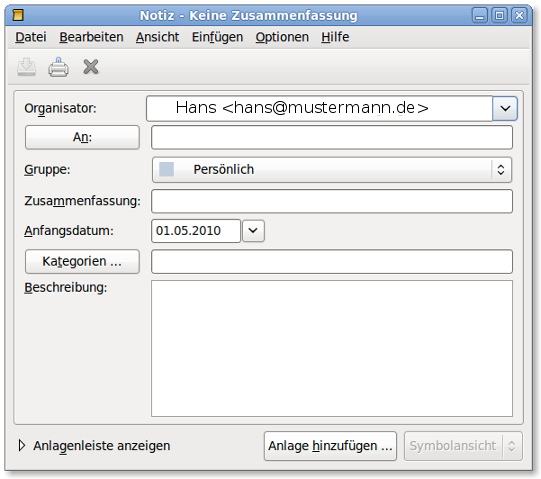 Notiz - Keine Zusammenfassung
Datei Bearbeiten Ansicht Einfügen Optionen Hilfe
Organisator: Hans <hans@mustermann.de>
An:
Gruppe: Persönlich
Zusammenfassung:
Anfangsdatum: 01.05.2010
Kategorien ...
Beschreibung:
Anlagenleiste anzeigen Anlage hinzufügen ... Symbolansicht